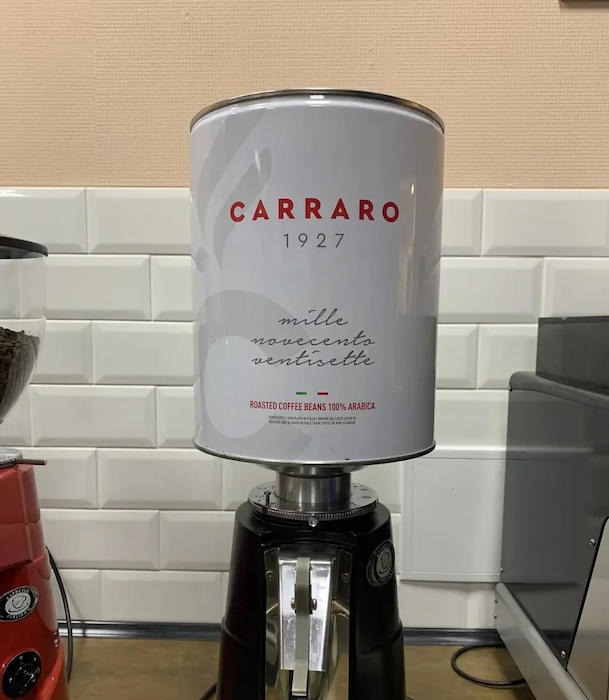 CARRARO
1927
mille
novecento
ventisette
ROASTED COFFEE BEANS 100% ARABICA